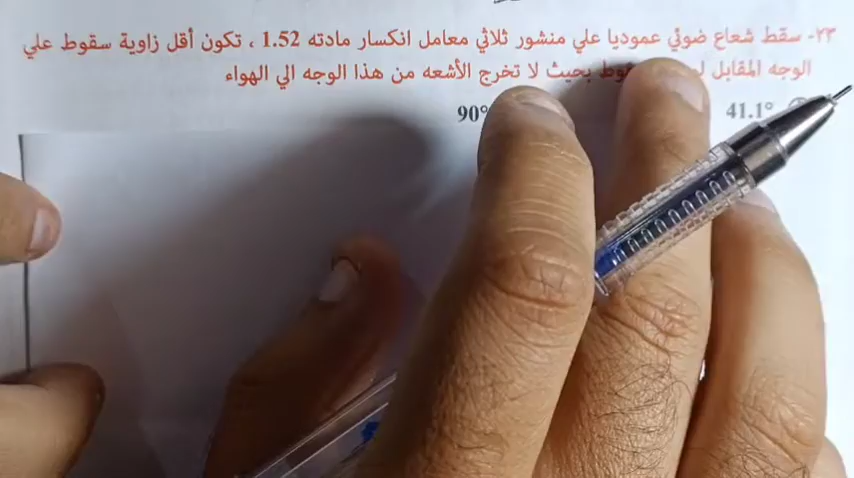 ٢٣- سقط شعاع ضوئي عموديا علي منشور ثلاثي معامل انكسار مادته 1.52 ، تكون أقل زاوية سقوط علي
الوجه المقابل بحيث لا تخرج الأشعه من هذا الوجه الي الهواء
41.1° 90°